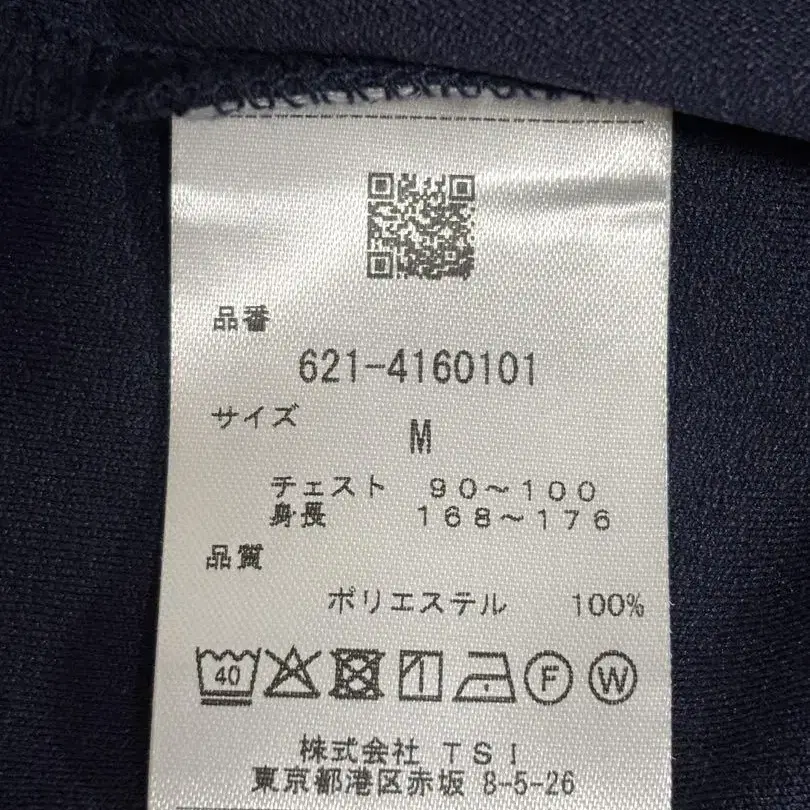 品番
621-4160101
サイズ
M
チェスト 90～100
身長 168～176
品質
ポリエステル 100%
40 F W
株式会社 TSI
東京都港区赤坂 8-5-26